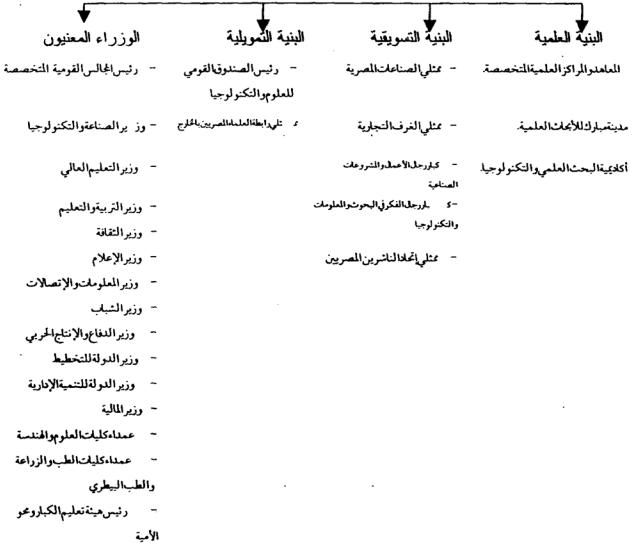 البنية العلمية
المعاهد والمراكز العلمية المتخصصة.
مدينة مبارك للأبحاث العلمية.
أكاديمية البحث العلمي والتكنولوجيا.
البنية التسويقية
- ممثلي الصناعات المصرية
- ممثلي الغرف التجارية
- كبار رجال الأعمال والمشروعات
الصناعية
- كبار رجال الفكر في البحوث والمعلومات
والتكنولوجيا
- ممثلي إتحاد الناشرين المصريين
البنية التمويلية
- رئيس الصندوق القومي
للعلوم والتكنولوجيا
- ممثلي رابطة العلماء المصريين بالخارج
الوزراء المعنيون
- رئيس المجالس القومية المتخصصة
- وزير الصناعة والتكنولوجيا
- وزير التعليم العالي
- وزير التربية والتعليم
- وزير الثقافة
- وزير الإعلام
- وزير المعلومات والإتصالات
- وزير الشباب
- وزير الدفاع والإنتاج الحربي
- وزير الدولة للتخطيط
- وزير الدولة للتنمية الإدارية
- وزير المالية
- عمداء كليات العلوم والهندسة
- عمداء كليات الطب والزراعة
والطب البيطري
- رئيس هيئة تعليم الكبار ومحو
الأمية